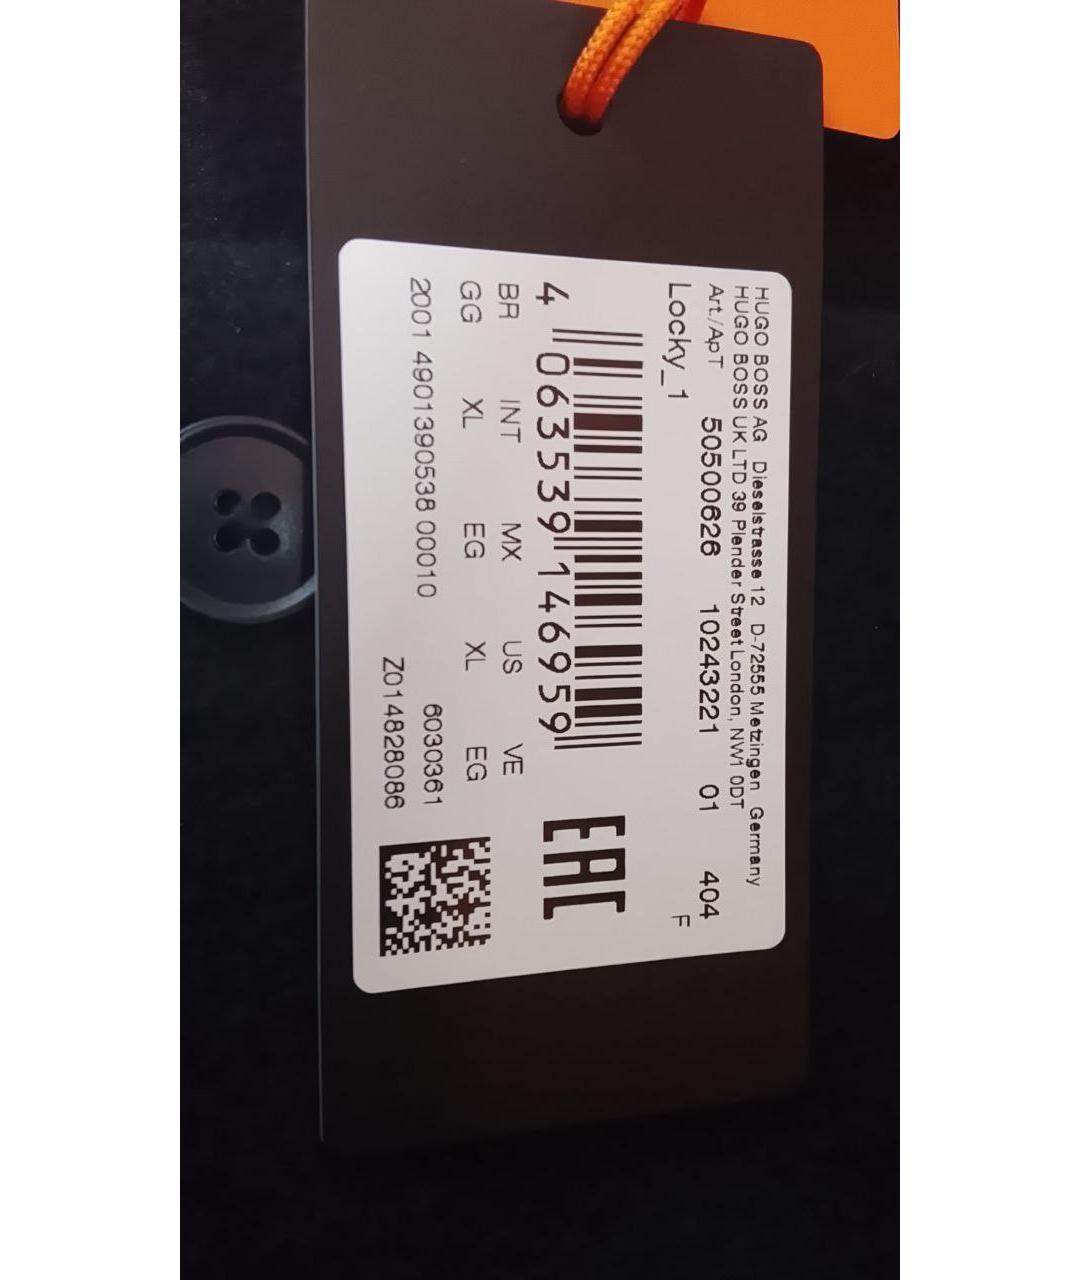 HUGO BOSS AG Dieselstrasse 12 D-72555 Metzingen Germany
HUGO BOSS UK LTD 39 Plender Street London, NW1 0DT
Art./АрТ 50500626 10243221 01 404
Locky_1 F
4 063539 146959 EAC
BR INT MX US VE
GG XL EG XL EG
2001 4901390538 00010 6030361
Z014828086